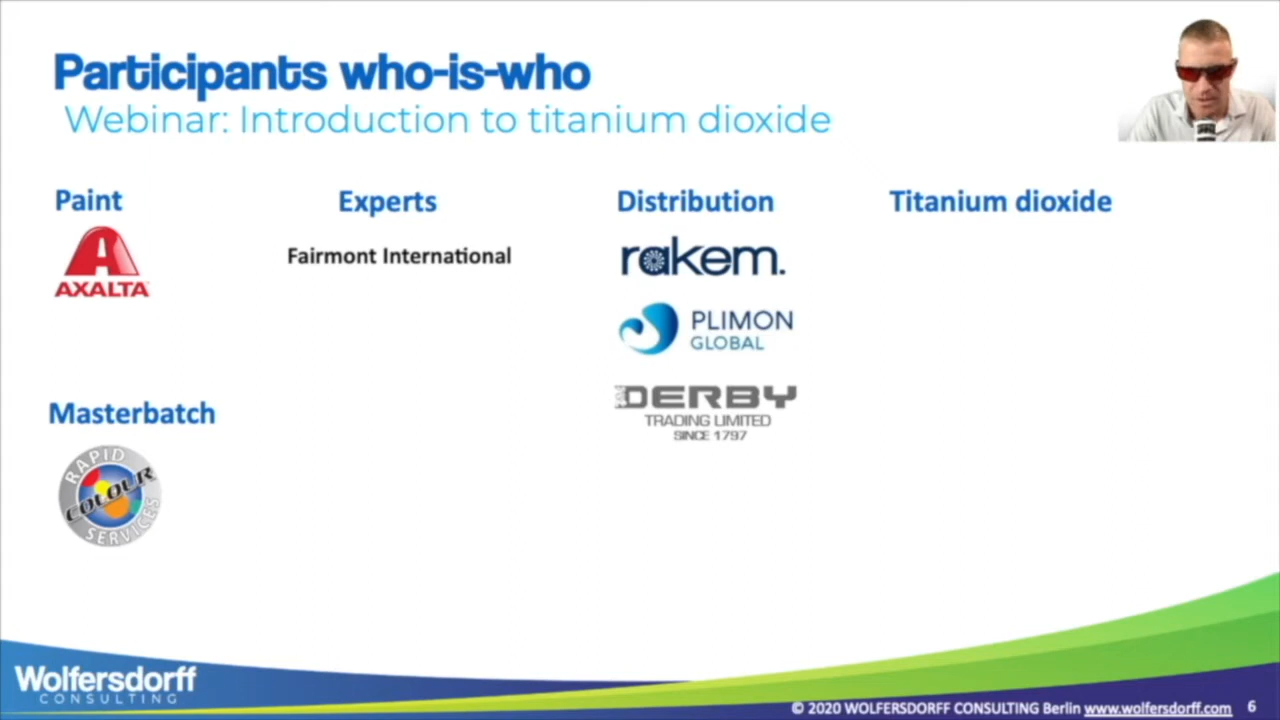 Participants who-is-who
Webinar: Introduction to titanium dioxide
Paint
Experts
Distribution
Titanium dioxide
AXALTA
Fairmont International
rakem.
PLIMON
GLOBAL
DERBY
TRADING LIMITED
SINCE 1797
Masterbatch
RAPID
COLOUR
SERVICES
Wolfersdorff
CONSULTING
© 2020 WOLFERSDORFF CONSULTING Berlin www.wolfersdorff.com 6